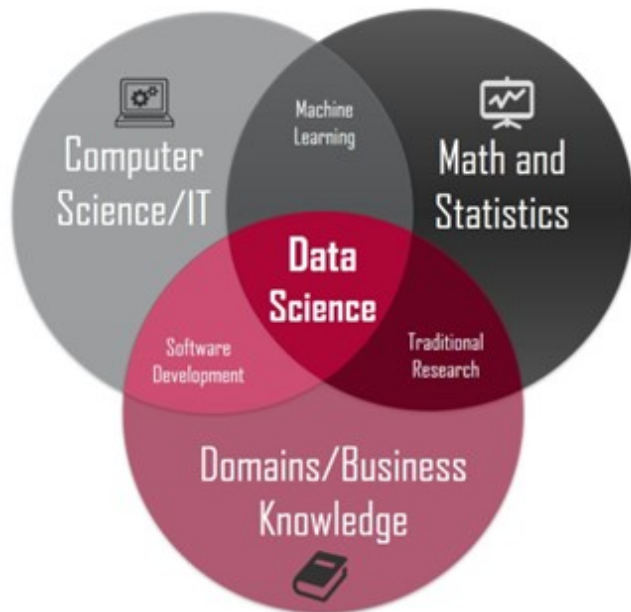 Machine
Learning
Computer
Science/IT
Math and
Statistics
Data
Science
Software
Development
Traditional
Research
Domains/Business
Knowledge